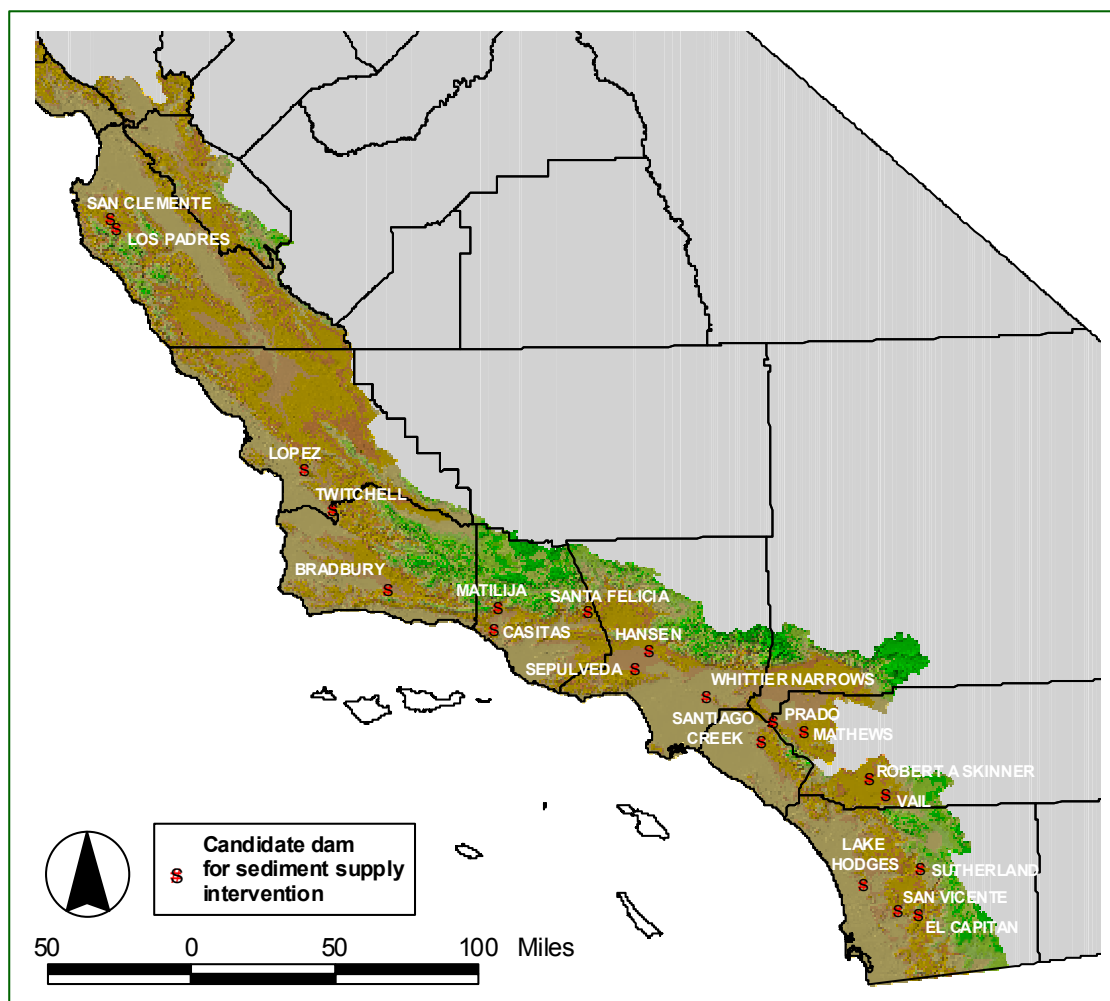 SAN CLEMENTE
LOS PADRES
LOPEZ
TWITCHELL
BRADBURY
MATILIJA
SANTA FELICIA
CASITAS
HANSEN
SEPULVEDA
WHITTIER NARROWS
SANTIAGO
CREEK
PRADO
MATHEWS
ROBERT A SKINNER
VAIL
LAKE
HODGES
SUTHERLAND
SAN VICENTE
EL CAPITAN
Candidate dam
S for sediment supply
intervention
50 0 50 100 Miles